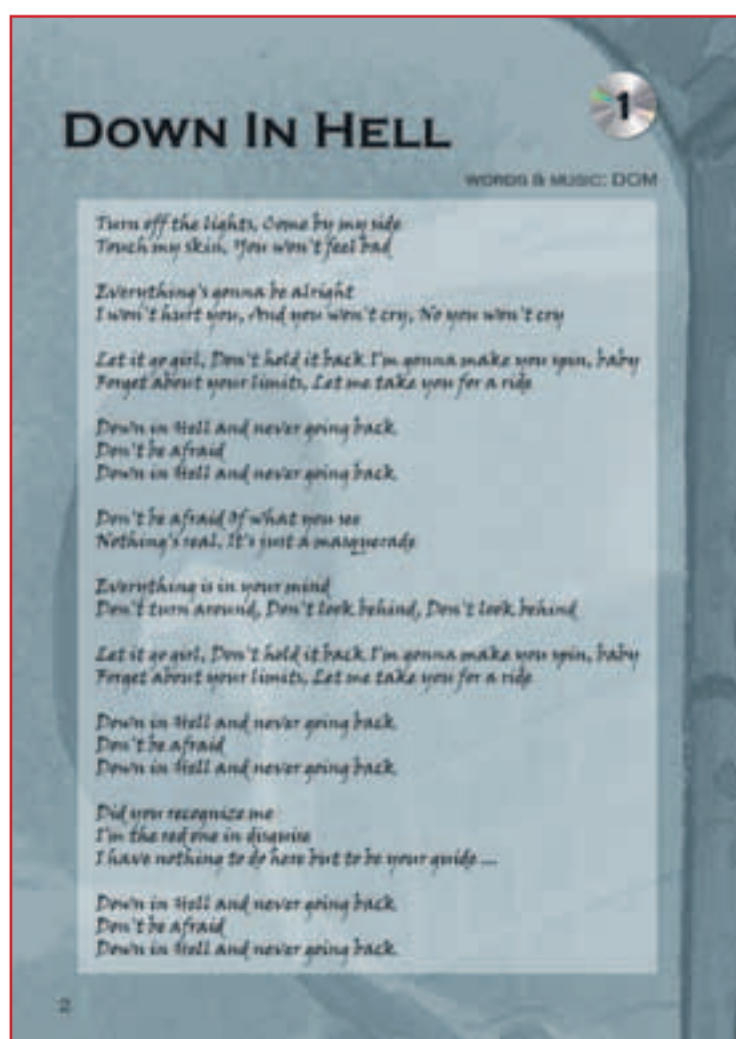 DOWN IN HELL
1
WORDS & MUSIC: DOM
Turn off the lights, Come by my side
Touch my skin, You won't feel bad
Everything's gonna be alright
I won't hurt you, And you won't cry, No you won't cry
Let it go girl, Don't hold it back I'm gonna make you spin, baby
Forget about your limits, Let me take you for a ride
Down in Hell and never going back
Don't be afraid
Down in Hell and never going back
Don't be afraid Of what you see
Nothing's real, It's just a masquerade
Everything is in your mind
Don't turn around, Don't look behind, Don't look behind
Let it go girl, Don't hold it back I'm gonna make you spin, baby
Forget about your limits, Let me take you for a ride
Down in Hell and never going back
Don't be afraid
Down in Hell and never going back
Did you recognize me
I'm the red one in disguise
I have nothing to do here but to be your guide ...
Down in Hell and never going back
Don't be afraid
Down in Hell and never going back
2